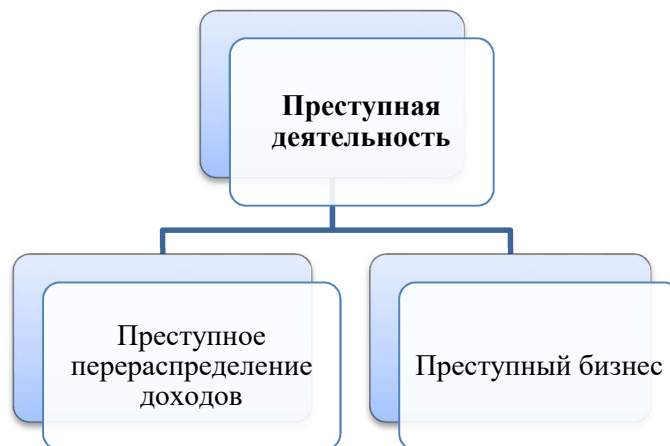 Преступная
деятельность
Преступное
перераспределение
доходов
Преступный бизнес